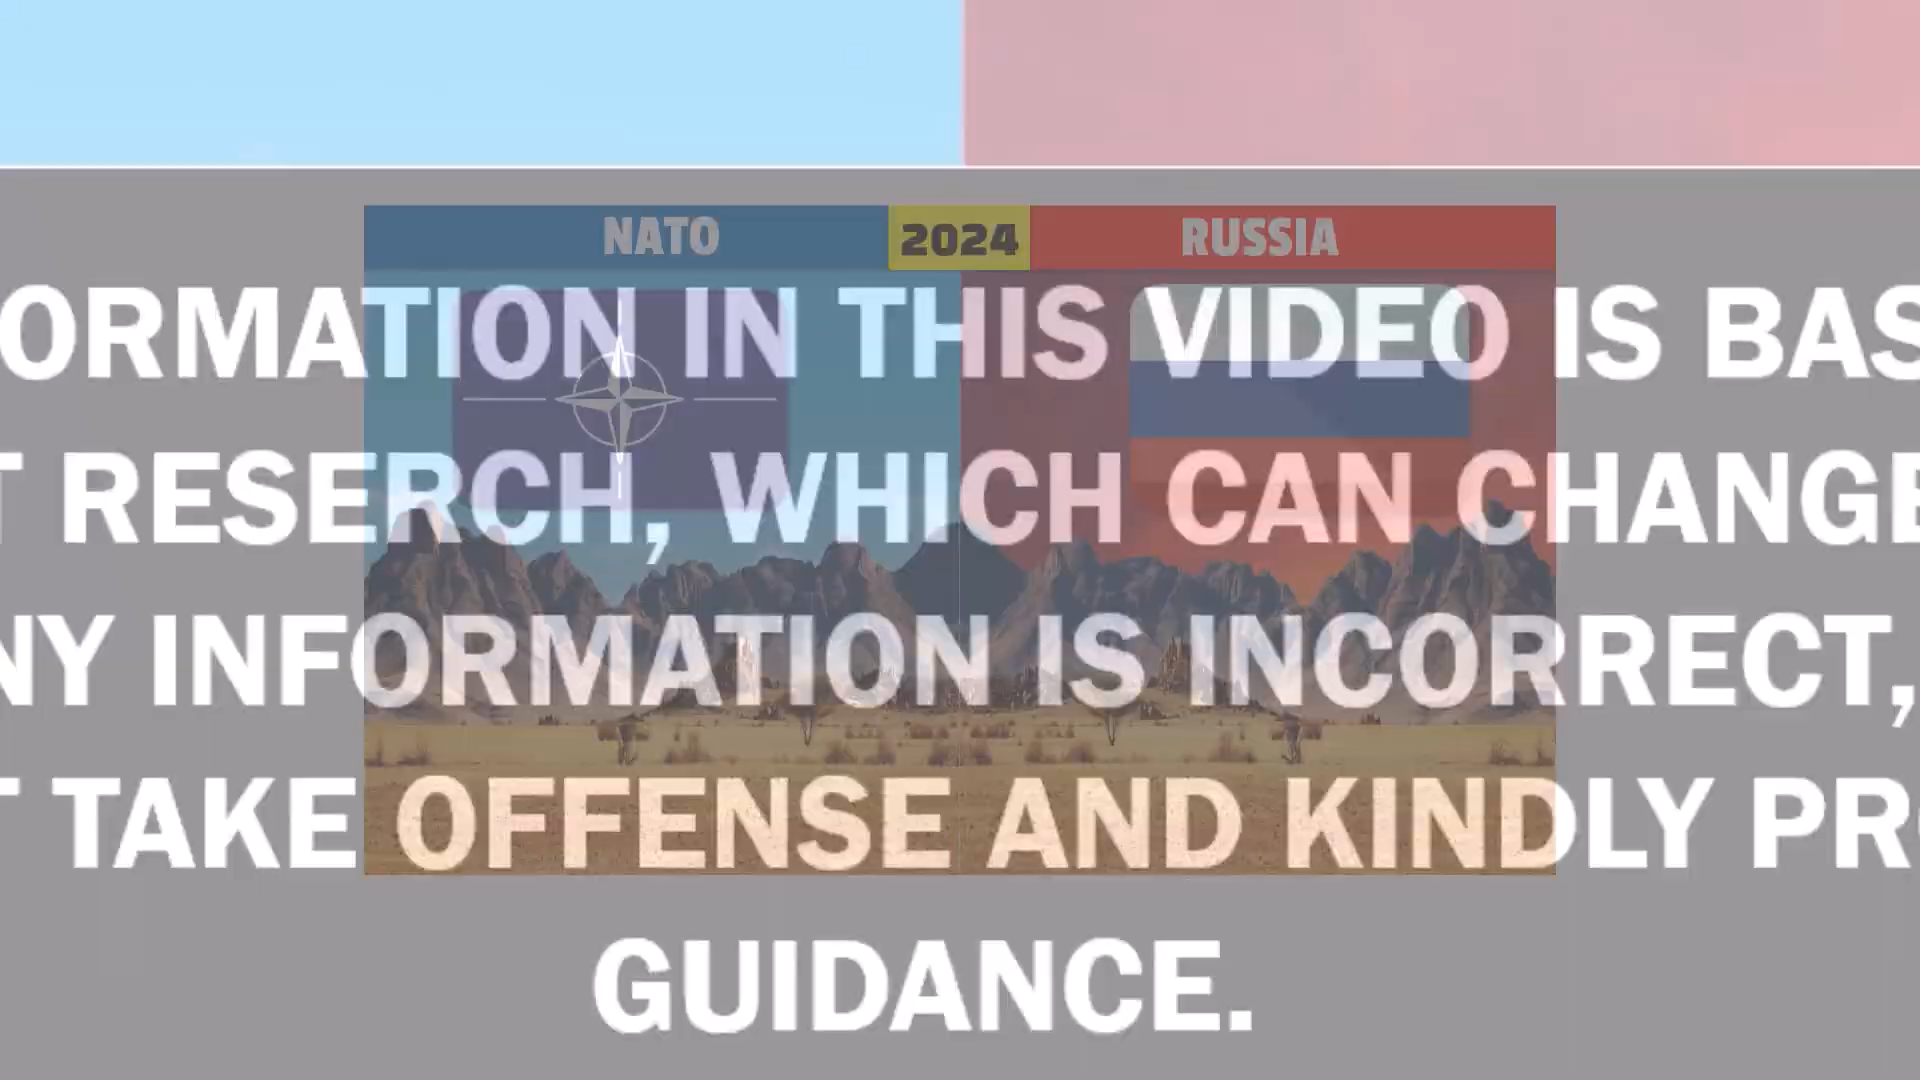 NATO 2024 RUSSIA
ORMATION IN THIS VIDEO IS BAS
T RESERCH, WHICH CAN CHANGE
NY INFORMATION IS INCORRECT,
T TAKE OFFENSE AND KINDLY PR
GUIDANCE.